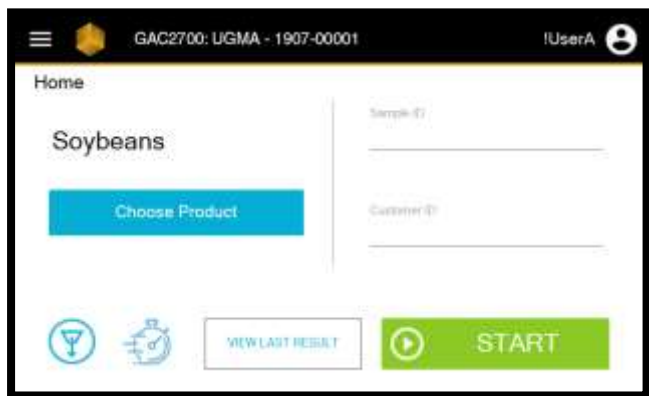 GAC2700: UGMA - 1907-00001
!UserA
Home
Soybeans
Choose Product
Sample ID
Customer ID
VIEW LAST RESULT
START